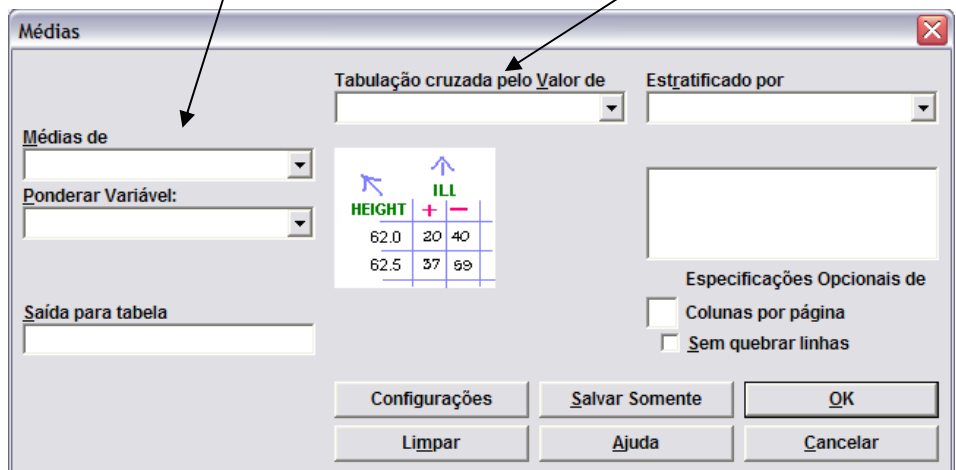 Médias
Tabulação cruzada pelo Valor de
Estratificado por
Médias de
Ponderar Variável:
ILL
HEIGHT + −
62.0 20 40
62.5 37 59
Especificações Opcionais de
Colunas por página
Sem quebrar linhas
Saída para tabela
Configurações
Salvar Somente
OK
Limpar
Ajuda
Cancelar